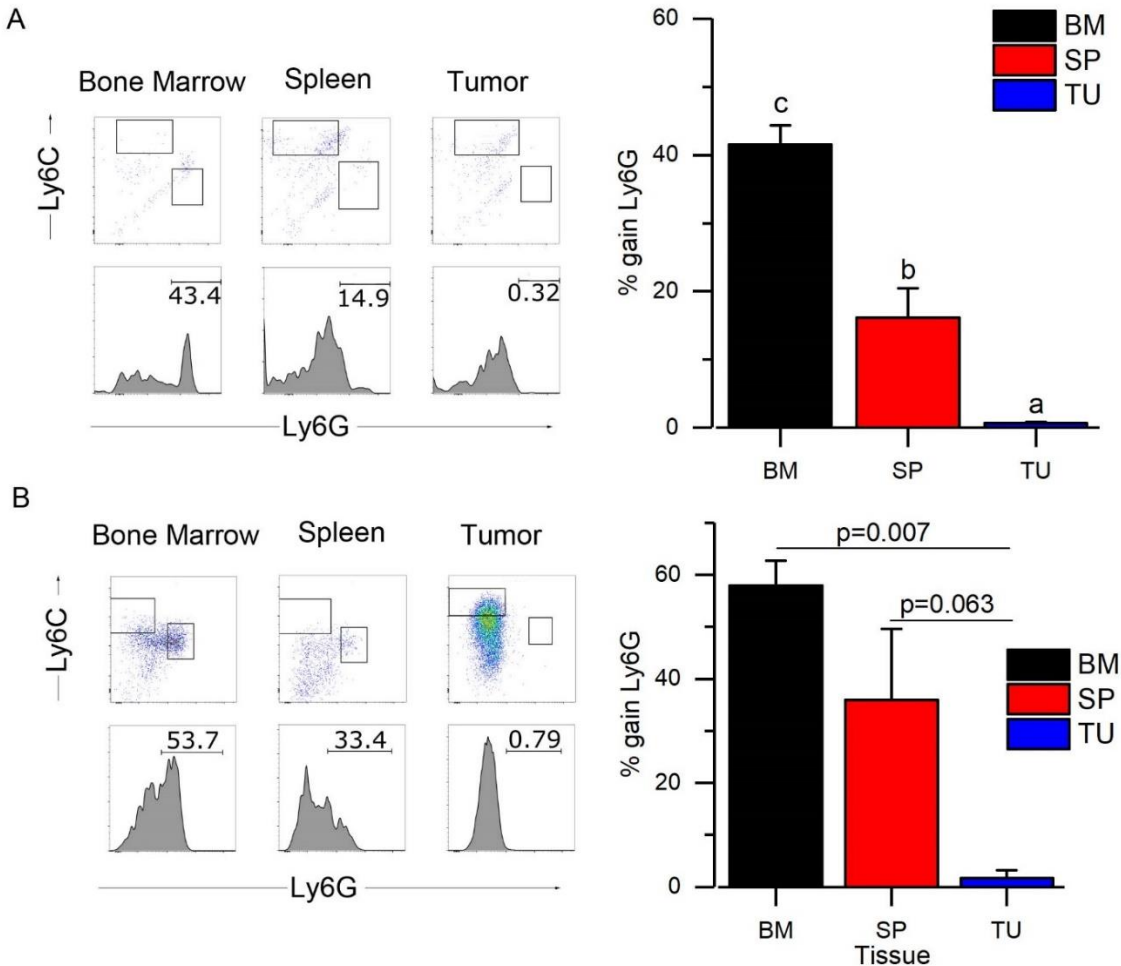 A
Bone Marrow Spleen Tumor
Ly6C
43.4 14.9 0.32
Ly6G
60
40
20
0
% gain Ly6G
c
b
a
BM SP TU
BM
SP
TU
B
Bone Marrow Spleen Tumor
Ly6C
53.7 33.4 0.79
Ly6G
60
40
20
0
% gain Ly6G
p=0.007
p=0.063
BM
SP
TU
BM SP TU
Tissue